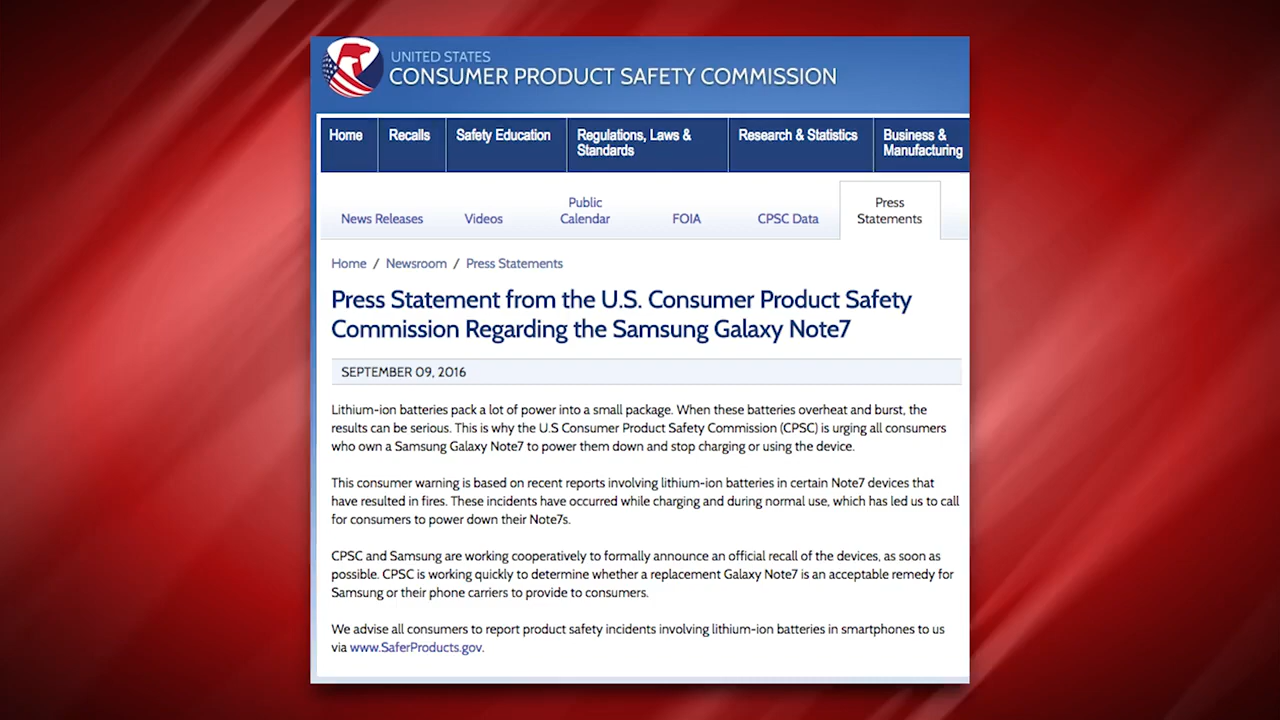 UNITED STATES
CONSUMER PRODUCT SAFETY COMMISSION
Home
Recalls
Safety Education
Regulations, Laws &
Standards
Research & Statistics
Business &
Manufacturing
News Releases
Videos
Public
Calendar
FOIA
CPSC Data
Press
Statements
Home / Newsroom / Press Statements
Press Statement from the U.S. Consumer Product Safety
Commission Regarding the Samsung Galaxy Note7
SEPTEMBER 09, 2016
Lithium-ion batteries pack a lot of power into a small package. When these batteries overheat and burst, the
results can be serious. This is why the U.S Consumer Product Safety Commission (CPSC) is urging all consumers
who own a Samsung Galaxy Note7 to power them down and stop charging or using the device.
This consumer warning is based on recent reports involving lithium-ion batteries in certain Note7 devices that
have resulted in fires. These incidents have occurred while charging and during normal use, which has led us to call
for consumers to power down their Note7s.
CPSC and Samsung are working cooperatively to formally announce an official recall of the devices, as soon as
possible. CPSC is working quickly to determine whether a replacement Galaxy Note7 is an acceptable remedy for
Samsung or their phone carriers to provide to consumers.
We advise all consumers to report product safety incidents involving lithium-ion batteries in smartphones to us
via www.SaferProducts.gov.